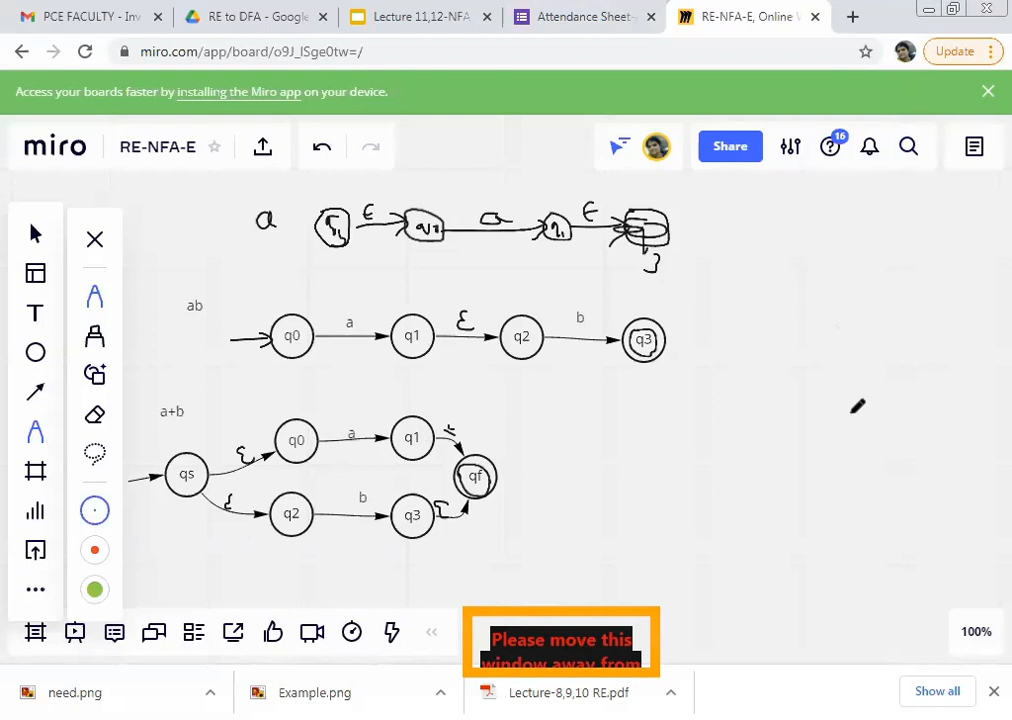 PCE FACULTY - Inv
RE to DFA - Google
Lecture 11,12-NFA
Attendance Sheet-
RE-NFA-E, Online W
miro.com/app/board/o9J_lSge0tw=/
Update
Access your boards faster by installing the Miro app on your device.
miro
RE-NFA-E
Share
16
a
ε
a
q1
ε
ab
q0
a
q1
ε
q2
b
q3
a+b
qs
ε
q0
a
q1
qf
ε
q2
b
q3
ε
100%
Please move this
window away from
need.png
Example.png
Lecture-8,9,10 RE.pdf
Show all